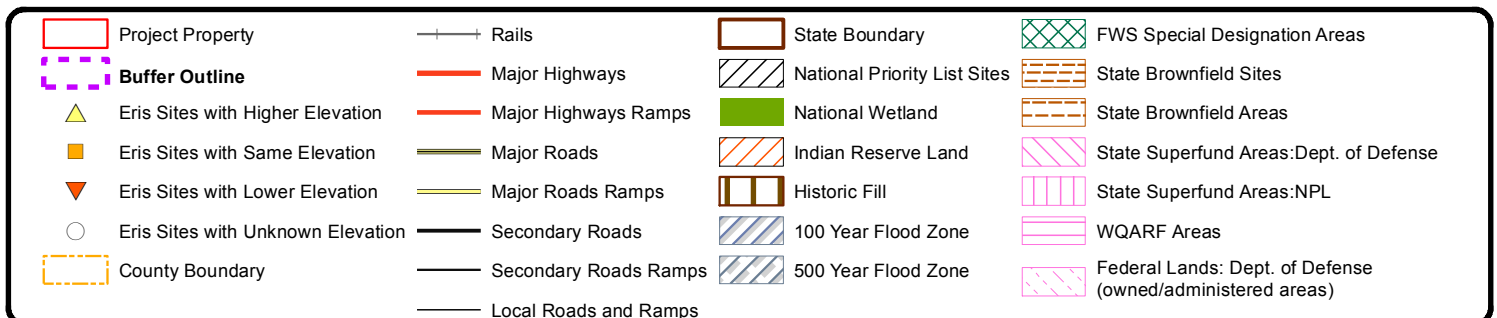 Project Property
Buffer Outline
Eris Sites with Higher Elevation
Eris Sites with Same Elevation
Eris Sites with Lower Elevation
Eris Sites with Unknown Elevation
County Boundary
Rails
Major Highways
Major Highways Ramps
Major Roads
Major Roads Ramps
Secondary Roads
Secondary Roads Ramps
Local Roads and Ramps
State Boundary
National Priority List Sites
National Wetland
Indian Reserve Land
Historic Fill
100 Year Flood Zone
500 Year Flood Zone
FWS Special Designation Areas
State Brownfield Sites
State Brownfield Areas
State Superfund Areas:Dept. of Defense
State Superfund Areas:NPL
WQARF Areas
Federal Lands: Dept. of Defense
(owned/administered areas)